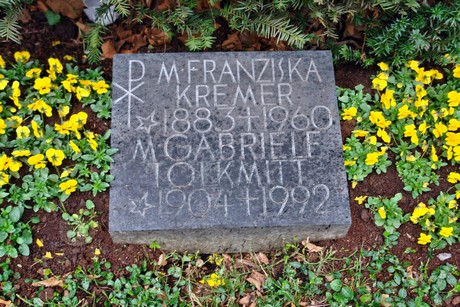 M FRANZISKA
KREMER
☆1883✝1960
M GABRIELE
TOLKMITT
☆1904✝1992